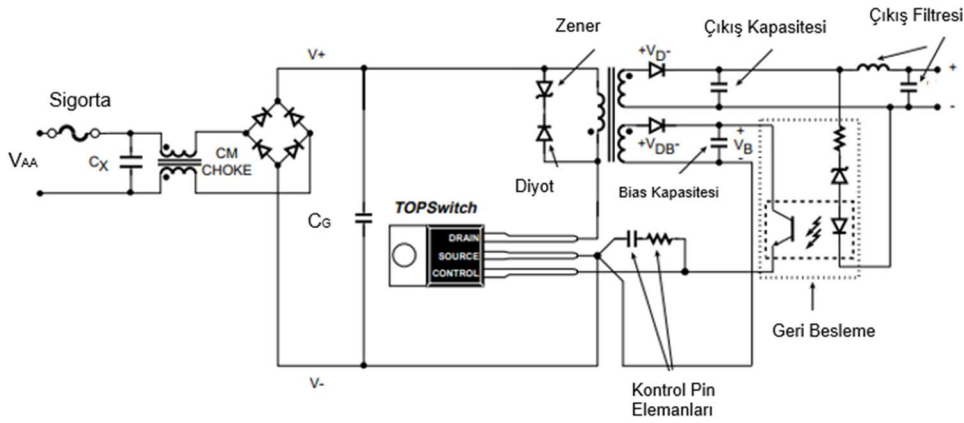 Zener
Çıkış Kapasitesi
Çıkış Filtresi
V+
+VD-
+
-
Sigorta
VAA
CX
CM
CHOKE
+VDB-
+
VB
-
Diyot
Bias Kapasitesi
CG
TOPSwitch
DRAIN
SOURCE
CONTROL
Geri Besleme
V-
Kontrol Pin
Elemanları